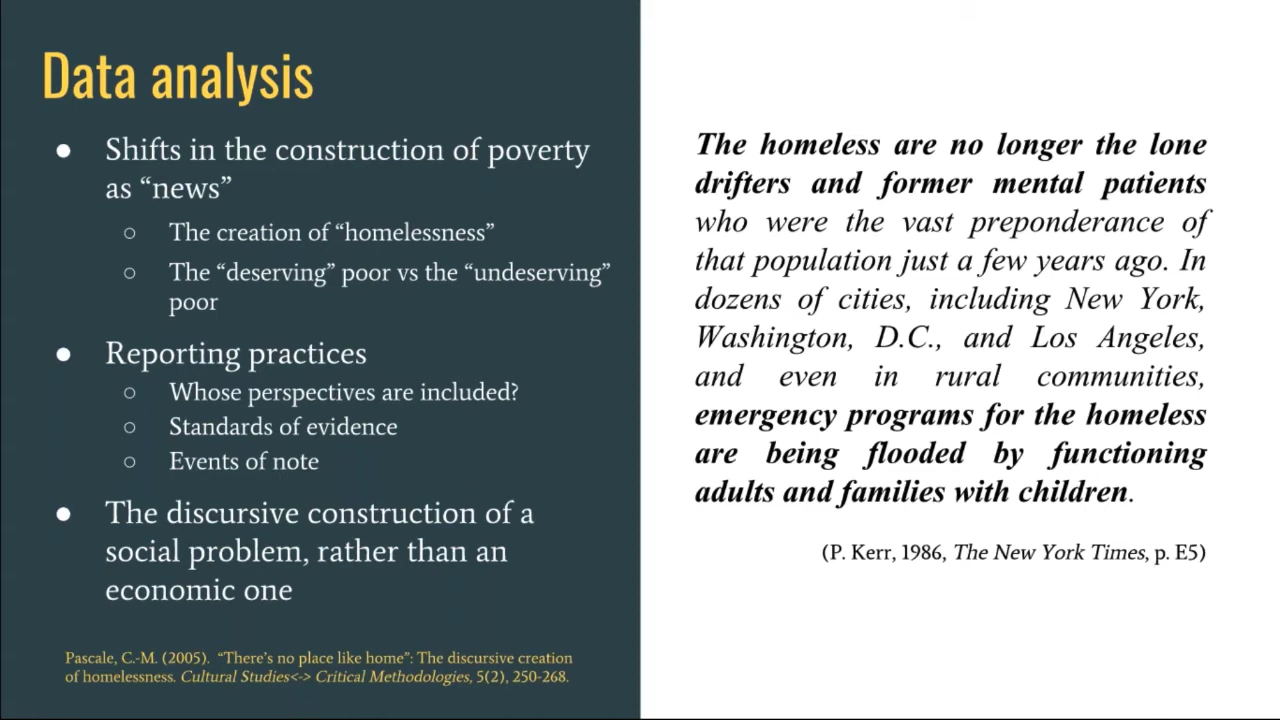 Data analysis
● Shifts in the construction of poverty
as “news”
○ The creation of “homelessness”
○ The “deserving” poor vs the “undeserving”
poor
● Reporting practices
○ Whose perspectives are included?
○ Standards of evidence
○ Events of note
● The discursive construction of a
social problem, rather than an
economic one
Pascale, C.-M. (2005). “There’s no place like home”: The discursive creation
of homelessness. Cultural Studies<-> Critical Methodologies, 5(2), 250-268.
The homeless are no longer the lone
drifters and former mental patients
who were the vast preponderance of
that population just a few years ago. In
dozens of cities, including New York,
Washington, D.C., and Los Angeles,
and even in rural communities,
emergency programs for the homeless
are being flooded by functioning
adults and families with children.
(P. Kerr, 1986, The New York Times, p. E5)